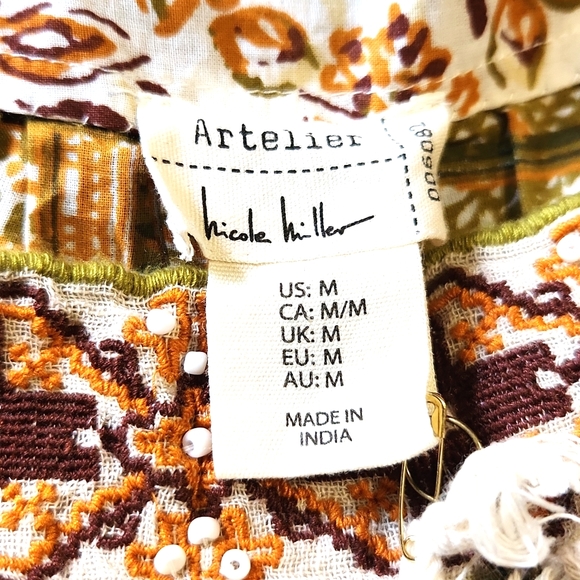 Artelier
nicole miller
US: M
CA: M/M
UK: M
EU: M
AU: M
MADE IN
INDIA